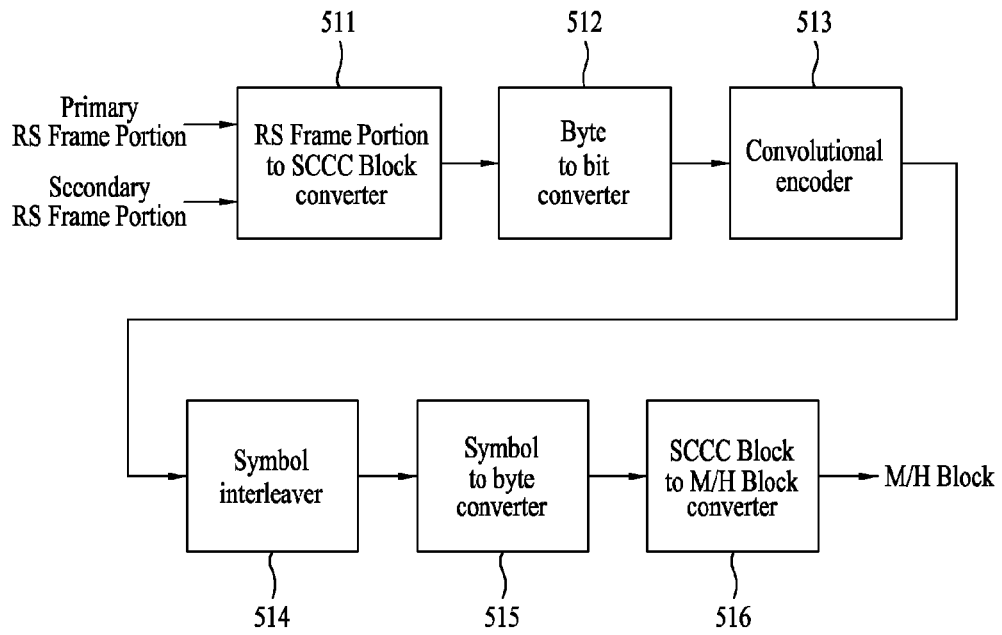 511
512
513
Primary
RS Frame Portion
Sccondary
RS Frame Portion
RS Frame Portion
to SCCC Block
converter
Byte
to bit
converter
Convolutional
encoder
Symbol
interleaver
Symbol
to byte
converter
SCCC Block
to M/H Block
converter
M/H Block
514
515
516